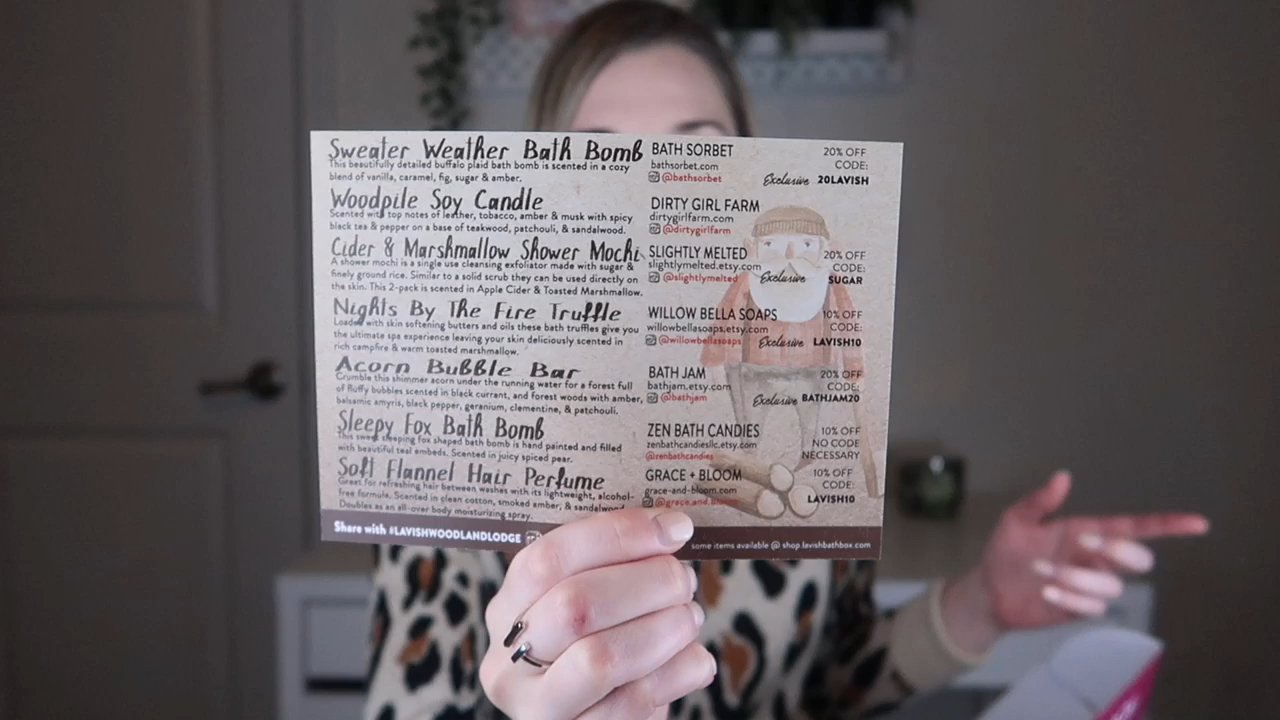 Sweater Weather Bath Bomb
This beautifully detailed buffalo plaid bath bomb is scented in a cozy
blend of vanilla, caramel, fig, sugar & amber.
BATH SORBET
bathsorbet.com
@bathsorbet
20% OFF
CODE:
Exclusive 20LAVISH
Woodpile Soy Candle
Scented with top notes of leather, tobacco, amber & musk with spicy
black tea & pepper on a base of teakwood, patchouli, & sandalwood.
DIRTY GIRL FARM
dirtygirlfarm.com
@dirtygirlfarm
Cider & Marshmallow Shower Mochi
A shower mochi is a single use cleansing exfoliator made with sugar &
finely ground rice. Similar to a solid scrub they can be used directly on
the skin. This 2-pack is scented in Apple Cider & Toasted Marshmallow.
SLIGHTLY MELTED
slightlymelted.etsy.com
@slightlymelted
20% OFF
CODE:
Exclusive SUGAR
Nights By The Fire Truffle
Loaded with skin softening butters and oils these bath truffles give you
the ultimate spa experience leaving your skin deliciously scented in
rich campfire & warm toasted marshmallow.
WILLOW BELLA SOAPS
willowbellasoaps.etsy.com
@willowbellasoaps
10% OFF
CODE:
Exclusive LAVISH10
Acorn Bubble Bar
Crumble this shimmer acorn under the running water for a forest full
of fluffy bubbles scented in black currant, and forest woods with amber,
balsamic amyris, black pepper, geranium, clementine, & patchouli.
BATH JAM
bathjam.etsy.com
@bathjam
20% OFF
CODE:
Exclusive BATHJAM20
Sleepy Fox Bath Bomb
This sweet sleeping fox shaped bath bomb is hand painted and filled
with beautiful teal embeds. Scented in juicy spiced pear.
ZEN BATH CANDIES
zenbathcandiesllc.etsy.com
@zenbathcandies
10% OFF
NO CODE
NECESSARY
Soft Flannel Hair Perfume
Great for refreshing hair between washes with its lightweight, alcohol-
free formula. Scented in clean cotton, smoked amber, & sandalwood.
Doubles as an all-over body moisturizing spray.
GRACE + BLOOM
grace-and-bloom.com
@grace.and.bloom
10% OFF
CODE:
LAVISH10
Share with #LAVISHWOODLANDLODGE
some items available @ shop.lavishbathbox.com